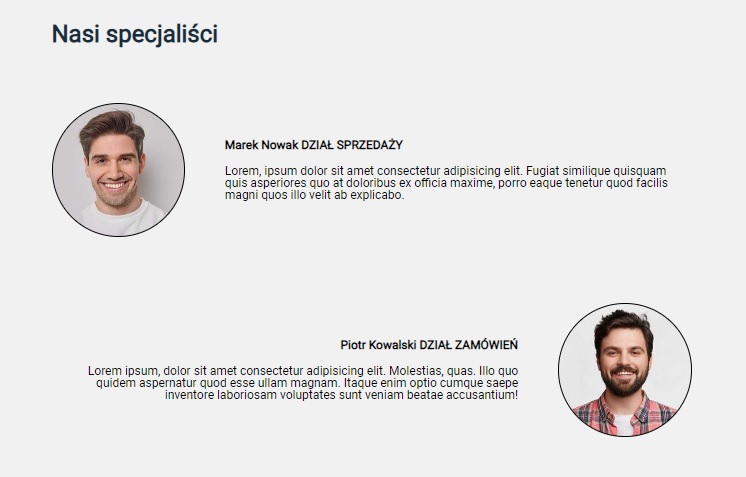 Nasi specjaliści
Marek Nowak DZIAŁ SPRZEDAŻY
Lorem, ipsum dolor sit amet consectetur adipisicing elit. Fugiat similique quisquam
quis asperiores quo at doloribus ex officia maxime, porro eaque tenetur quod facilis
magni quos illo velit ab explicabo.
Piotr Kowalski DZIAŁ ZAMÓWIEŃ
Lorem ipsum, dolor sit amet consectetur adipisicing elit. Molestias, quas. Illo quo
quidem aspernatur quod esse ullam magnam. Itaque enim optio cumque saepe
inventore laboriosam voluptates sunt veniam beatae accusantium!